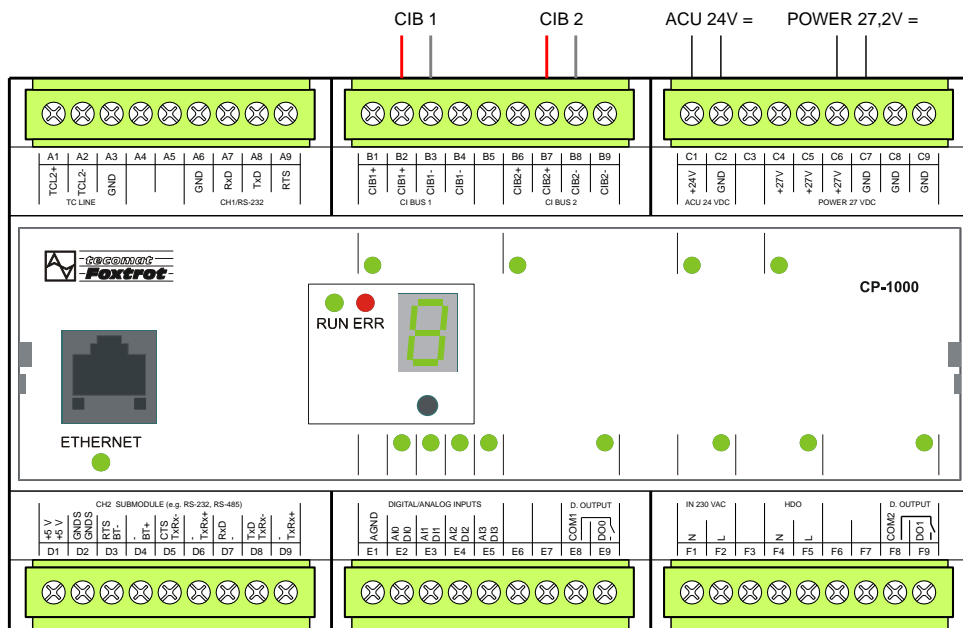 CIB 1 CIB 2 ACU 24V = POWER 27,2V =
A1 A2 A3 A4 A5 A6 A7 A8 A9
TCL2+ TCL2- GND GND RxD TxD RTS
TC LINE CH1/RS-232
B1 B2 B3 B4 B5 B6 B7 B8 B9
CIB1+ CIB1+ CIB1- CIB1- CIB2+ CIB2+ CIB2- CIB2-
CI BUS 1 CI BUS 2
C1 C2 C3 C4 C5 C6 C7 C8 C9
+24V GND +27V +27V +27V GND GND GND
ACU 24 VDC POWER 27 VDC
tecomat
Foxtrot
CP-1000
RUN ERR
8
ETHERNET
CH2 SUBMODULE (e.g. RS-232, RS-485)
+5 V GNDS RTS - CTS - RxD TxD -
+5 V GNDS BT- BT+ TxRx- TxRx+ - TxRx- TxRx+
D1 D2 D3 D4 D5 D6 D7 D8 D9
DIGITAL/ANALOG INPUTS D. OUTPUT
AGND AI0 AI1 AI2 AI3 COM1 DO0
DI0 DI1 DI2 DI3
E1 E2 E3 E4 E5 E6 E7 E8 E9
IN 230 VAC HDO D. OUTPUT
N L N L COM2 DO1
F1 F2 F3 F4 F5 F6 F7 F8 F9